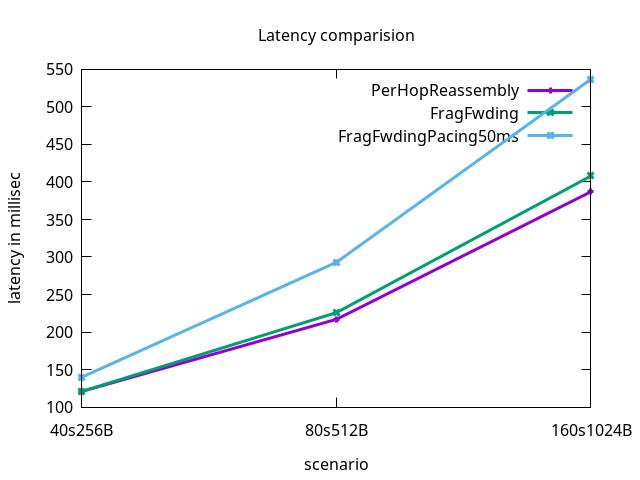 Latency comparision
550
500
450
400
350
300
250
200
150
100
latency in millisec
PerHopReassembly
FragFwding
FragFwdingPacing50ms
40s256B 80s512B 160s1024B
scenario